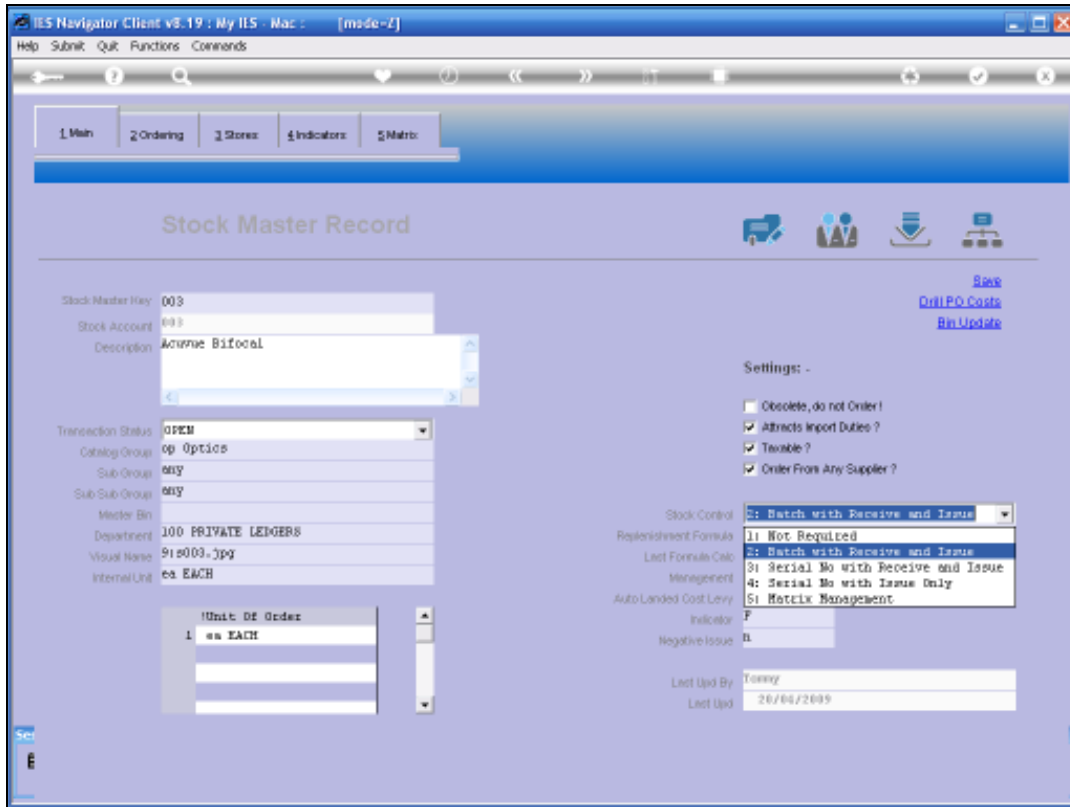 IES Navigator Client v8.19 : My IES - Mac : [mode=Z]
Help Submit Quit Functions Commands
1 Main 2 Ordering 3 Stores 4 Indicators 5 Matrix
Stock Master Record
Save
Drill PO Costs
Bin Update
Stock Master Key 003
Stock Account 003
Description Acuvue Bifocal
Settings: -
Obsolete, do not Order !
Attracts Import Duties ?
Taxable ?
Order From Any Supplier ?
Transaction Status OPEN
Catalog Group op Optics
Sub Group any
Sub Sub Group any
Master Bin
Department 100 PRIVATE LEDGERS
Visual Name 9:s003.jpg
Internal Unit ea EACH
!Unit Of Order
1 ea EACH
Stock Control 2: Batch with Receive and Issue
Replenishment Formula
Last Formula Calc
Management
Auto Landed Cost Levy
1: Not Required
2: Batch with Receive and Issue
3: Serial No with Receive and Issue
4: Serial No with Issue Only
5: Matrix Management
Indicator F
Negative Issue n
Last Upd By Tommy
Last Upd 20/04/2009